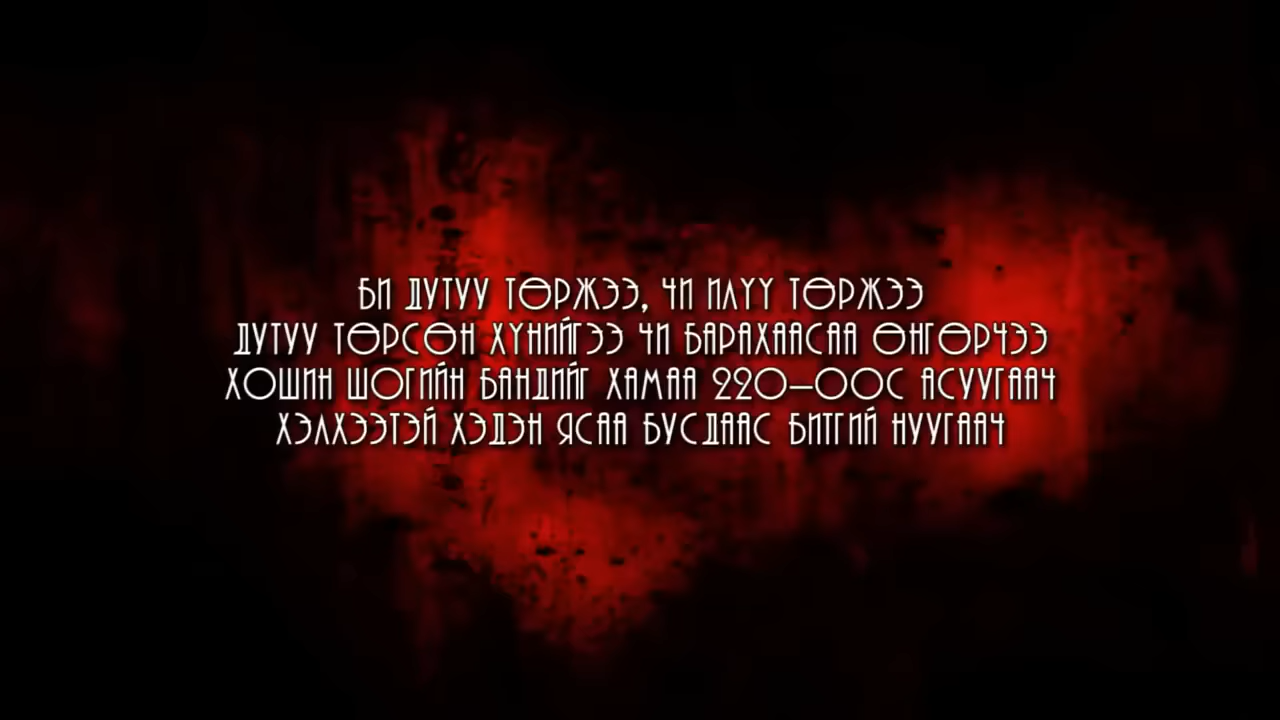 БИ ДУТУУ ТӨРЖЭЭ, ЧИ ИЛҮҮ ТӨРЖЭЭ
ДУТУУ ТӨРСӨН ХҮНИЙГЭЭ ЧИ БАРАХААСАА ӨНГӨРЧЭЭ
ХОШИН ШОГИЙН БАНДИЙГ ХАМАА 220-ООС АСУУГААЧ
ХЭЛХЭЭТЭЙ ХЭДЭН ЯСАА БУСДААС БИТГИЙ НУУГААЧ